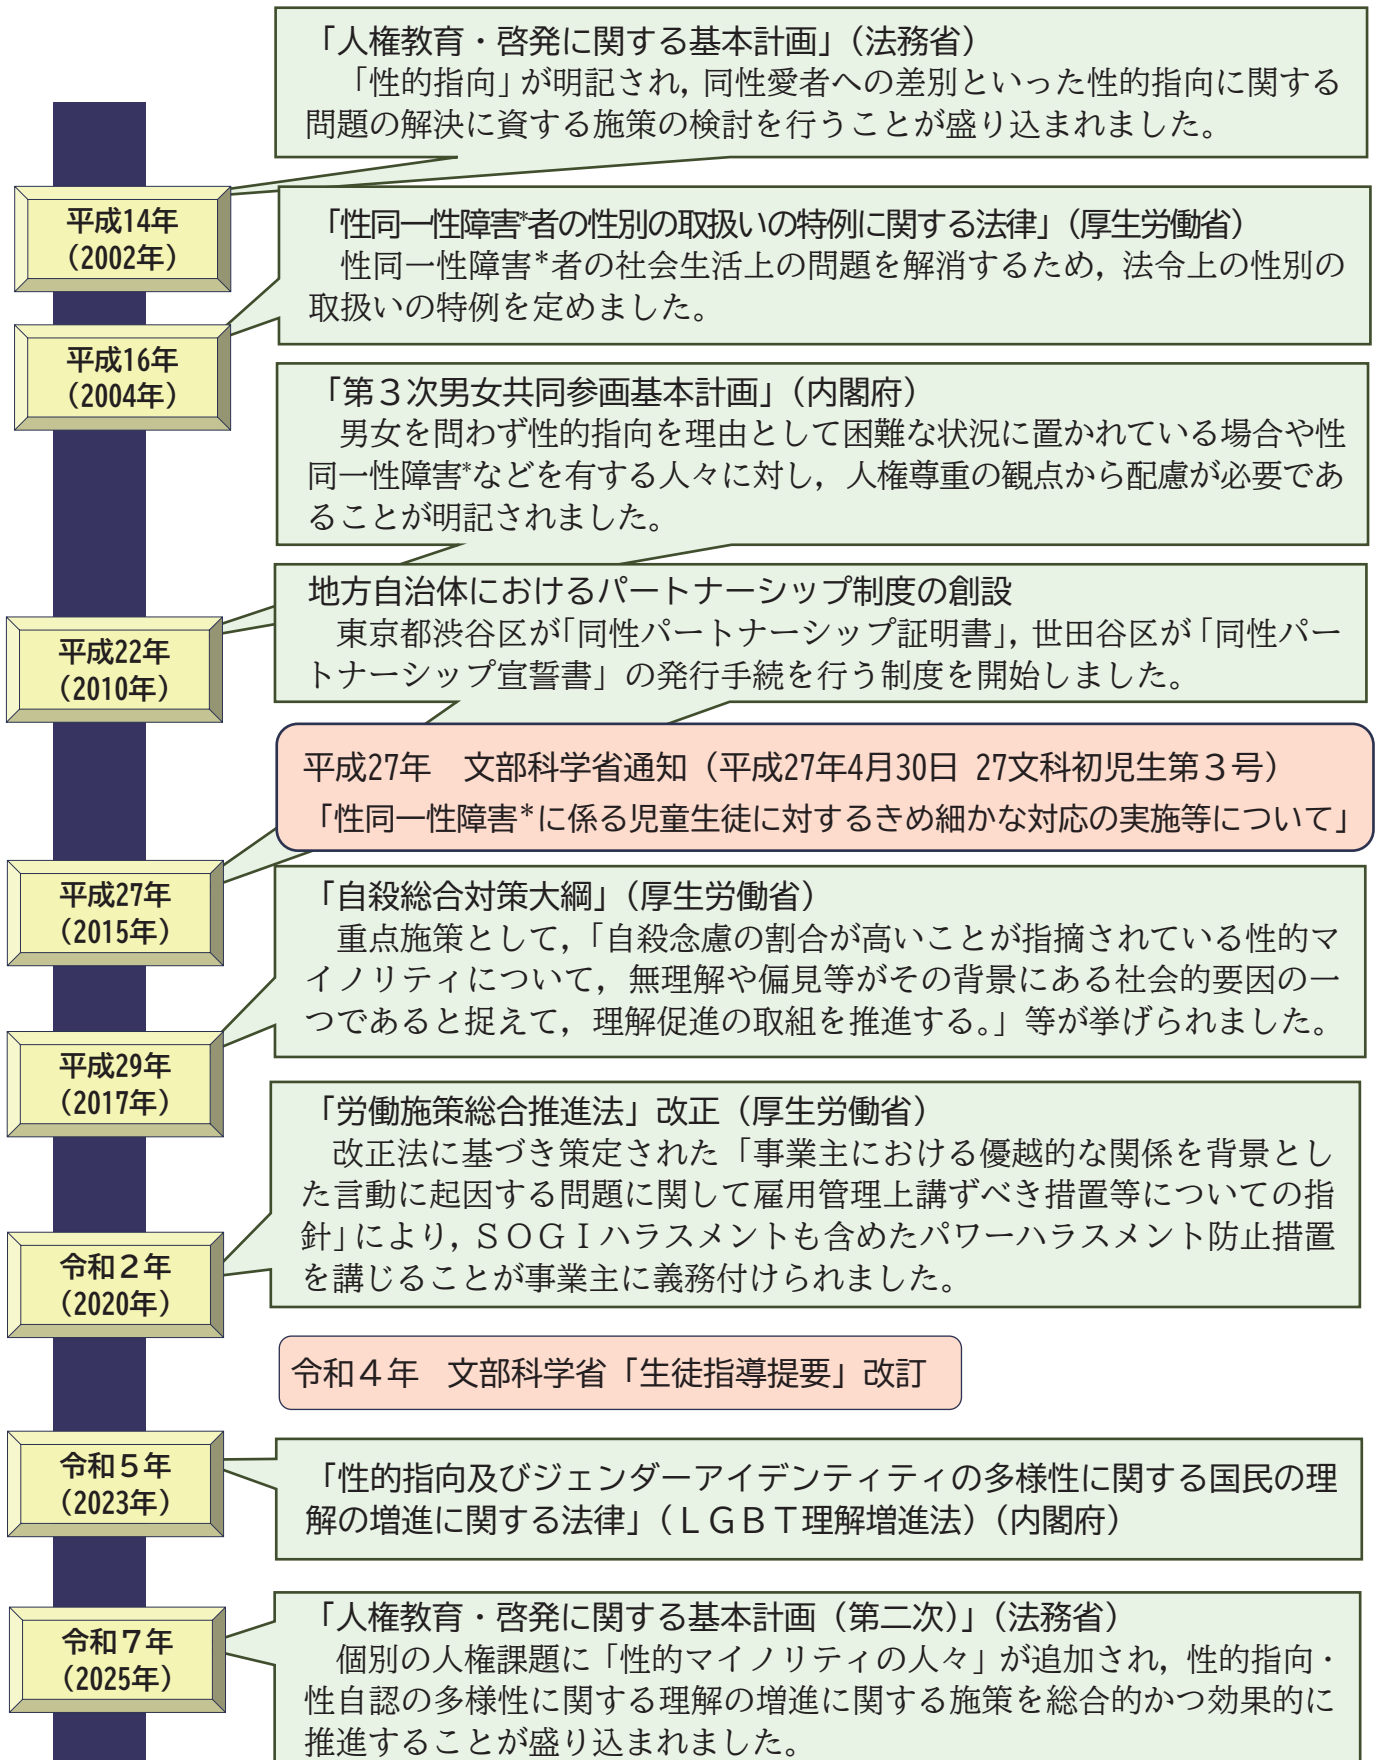 「人権教育・啓発に関する基本計画」（法務省）
「性的指向」が明記され，同性愛者への差別といった性的指向に関する
問題の解決に資する施策の検討を行うことが盛り込まれました。
平成14年
（2002年）
「性同一性障害*者の性別の取扱いの特例に関する法律」（厚生労働省）
性同一性障害*者の社会生活上の問題を解消するため，法令上の性別の
取扱いの特例を定めました。
平成16年
（2004年）
「第３次男女共同参画基本計画」（内閣府）
男女を問わず性的指向を理由として困難な状況に置かれている場合や性
同一性障害*などを有する人々に対し，人権尊重の観点から配慮が必要であ
ることが明記されました。
平成22年
（2010年）
地方自治体におけるパートナーシップ制度の創設
東京都渋谷区が「同性パートナーシップ証明書」，世田谷区が「同性パー
トナーシップ宣誓書」の発行手続を行う制度を開始しました。
平成27年　文部科学省通知（平成27年4月30日 27文科初児生第３号）
「性同一性障害*に係る児童生徒に対するきめ細かな対応の実施等について」
平成27年
（2015年）
「自殺総合対策大綱」（厚生労働省）
重点施策として，「自殺念慮の割合が高いことが指摘されている性的マ
イノリティについて，無理解や偏見等がその背景にある社会的要因の一
つであると捉えて，理解促進の取組を推進する。」等が挙げられました。
平成29年
（2017年）
「労働施策総合推進法」改正（厚生労働省）
改正法に基づき策定された「事業主における優越的な関係を背景とし
た言動に起因する問題に関して雇用管理上講ずべき措置等についての指
針」により，ＳＯＧＩハラスメントも含めたパワーハラスメント防止措置
を講じることが事業主に義務付けられました。
令和２年
（2020年）
令和４年　文部科学省「生徒指導提要」改訂
令和５年
（2023年）
「性的指向及びジェンダーアイデンティティの多様性に関する国民の理
解の増進に関する法律」（ＬＧＢＴ理解増進法）（内閣府）
令和７年
（2025年）
「人権教育・啓発に関する基本計画（第二次）」（法務省）
個別の人権課題に「性的マイノリティの人々」が追加され，性的指向・
性自認の多様性に関する理解の増進に関する施策を総合的かつ効果的に
推進することが盛り込まれました。